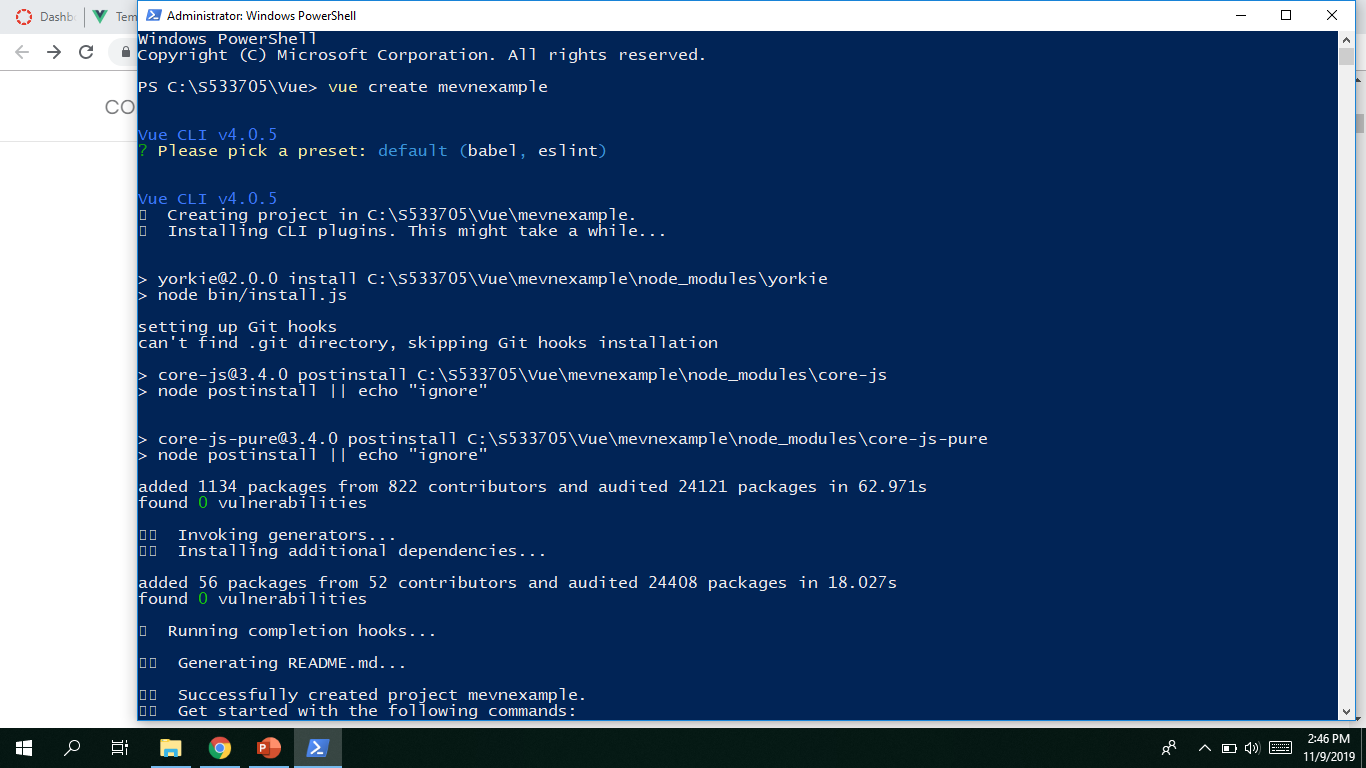 Dashb
Tem
Administrator: Windows PowerShell
CO
Windows PowerShell
Copyright (C) Microsoft Corporation. All rights reserved.
PS C:\S533705\Vue> vue create mevnexample
Vue CLI v4.0.5
? Please pick a preset: default (babel, eslint)
Vue CLI v4.0.5
Creating project in C:\S533705\Vue\mevnexample.
Installing CLI plugins. This might take a while...
> yorkie@2.0.0 install C:\S533705\Vue\mevnexample\node_modules\yorkie
> node bin/install.js
setting up Git hooks
can't find .git directory, skipping Git hooks installation
> core-js@3.4.0 postinstall C:\S533705\Vue\mevnexample\node_modules\core-js
> node postinstall || echo "ignore"
> core-js-pure@3.4.0 postinstall C:\S533705\Vue\mevnexample\node_modules\core-js-pure
> node postinstall || echo "ignore"
added 1134 packages from 822 contributors and audited 24121 packages in 62.971s
found 0 vulnerabilities
Invoking generators...
Installing additional dependencies...
added 56 packages from 52 contributors and audited 24408 packages in 18.027s
found 0 vulnerabilities
Running completion hooks...
Generating README.md...
Successfully created project mevnexample.
Get started with the following commands:
2:46 PM
11/9/2019